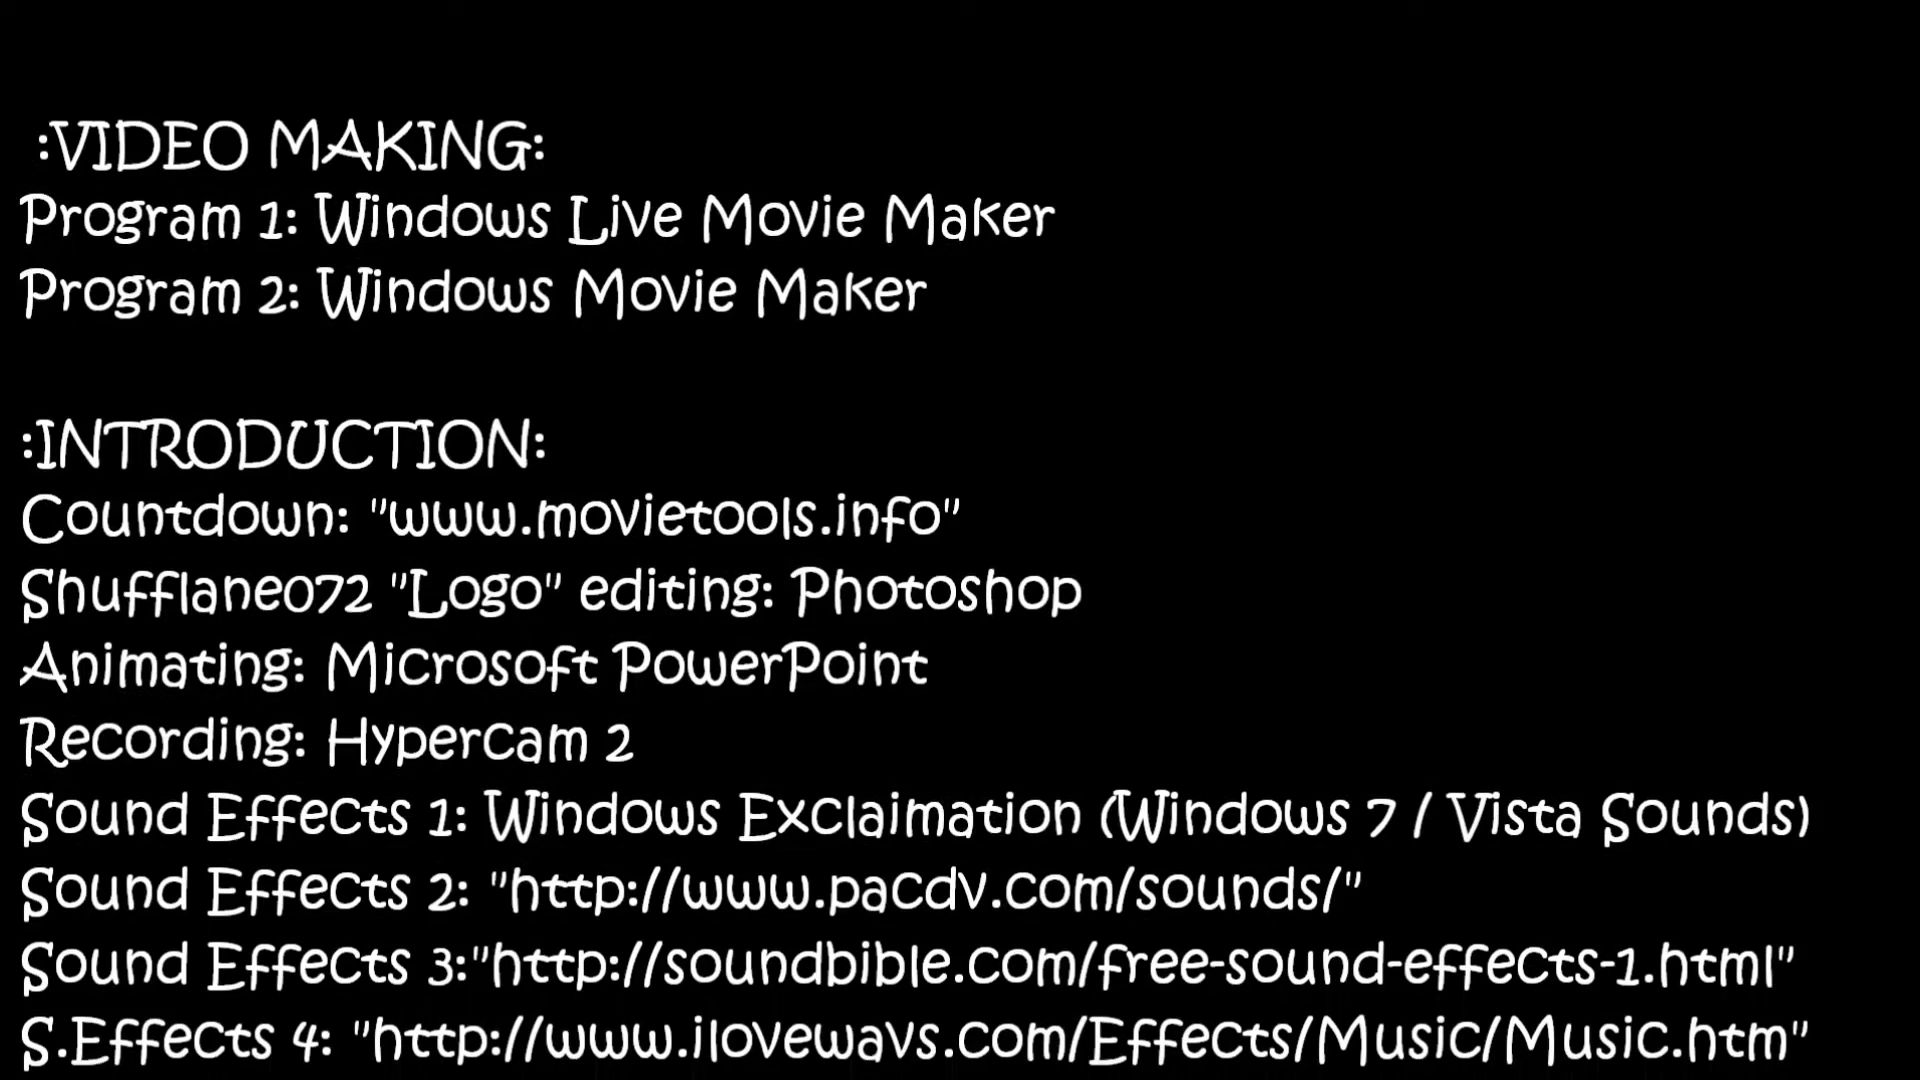 :VIDEO MAKING:
Program 1: Windows Live Movie Maker
Program 2: Windows Movie Maker
:INTRODUCTION:
Countdown: "www.movietools.info"
Shufflane072 "Logo" editing: Photoshop
Animating: Microsoft PowerPoint
Recording: Hypercam 2
Sound Effects 1: Windows Exclaimation (Windows 7 / Vista Sounds)
Sound Effects 2: "http://www.pacdv.com/sounds/"
Sound Effects 3:"http://soundbible.com/free-sound-effects-1.html"
S.Effects 4: "http://www.ilovewavs.com/Effects/Music/Music.htm"